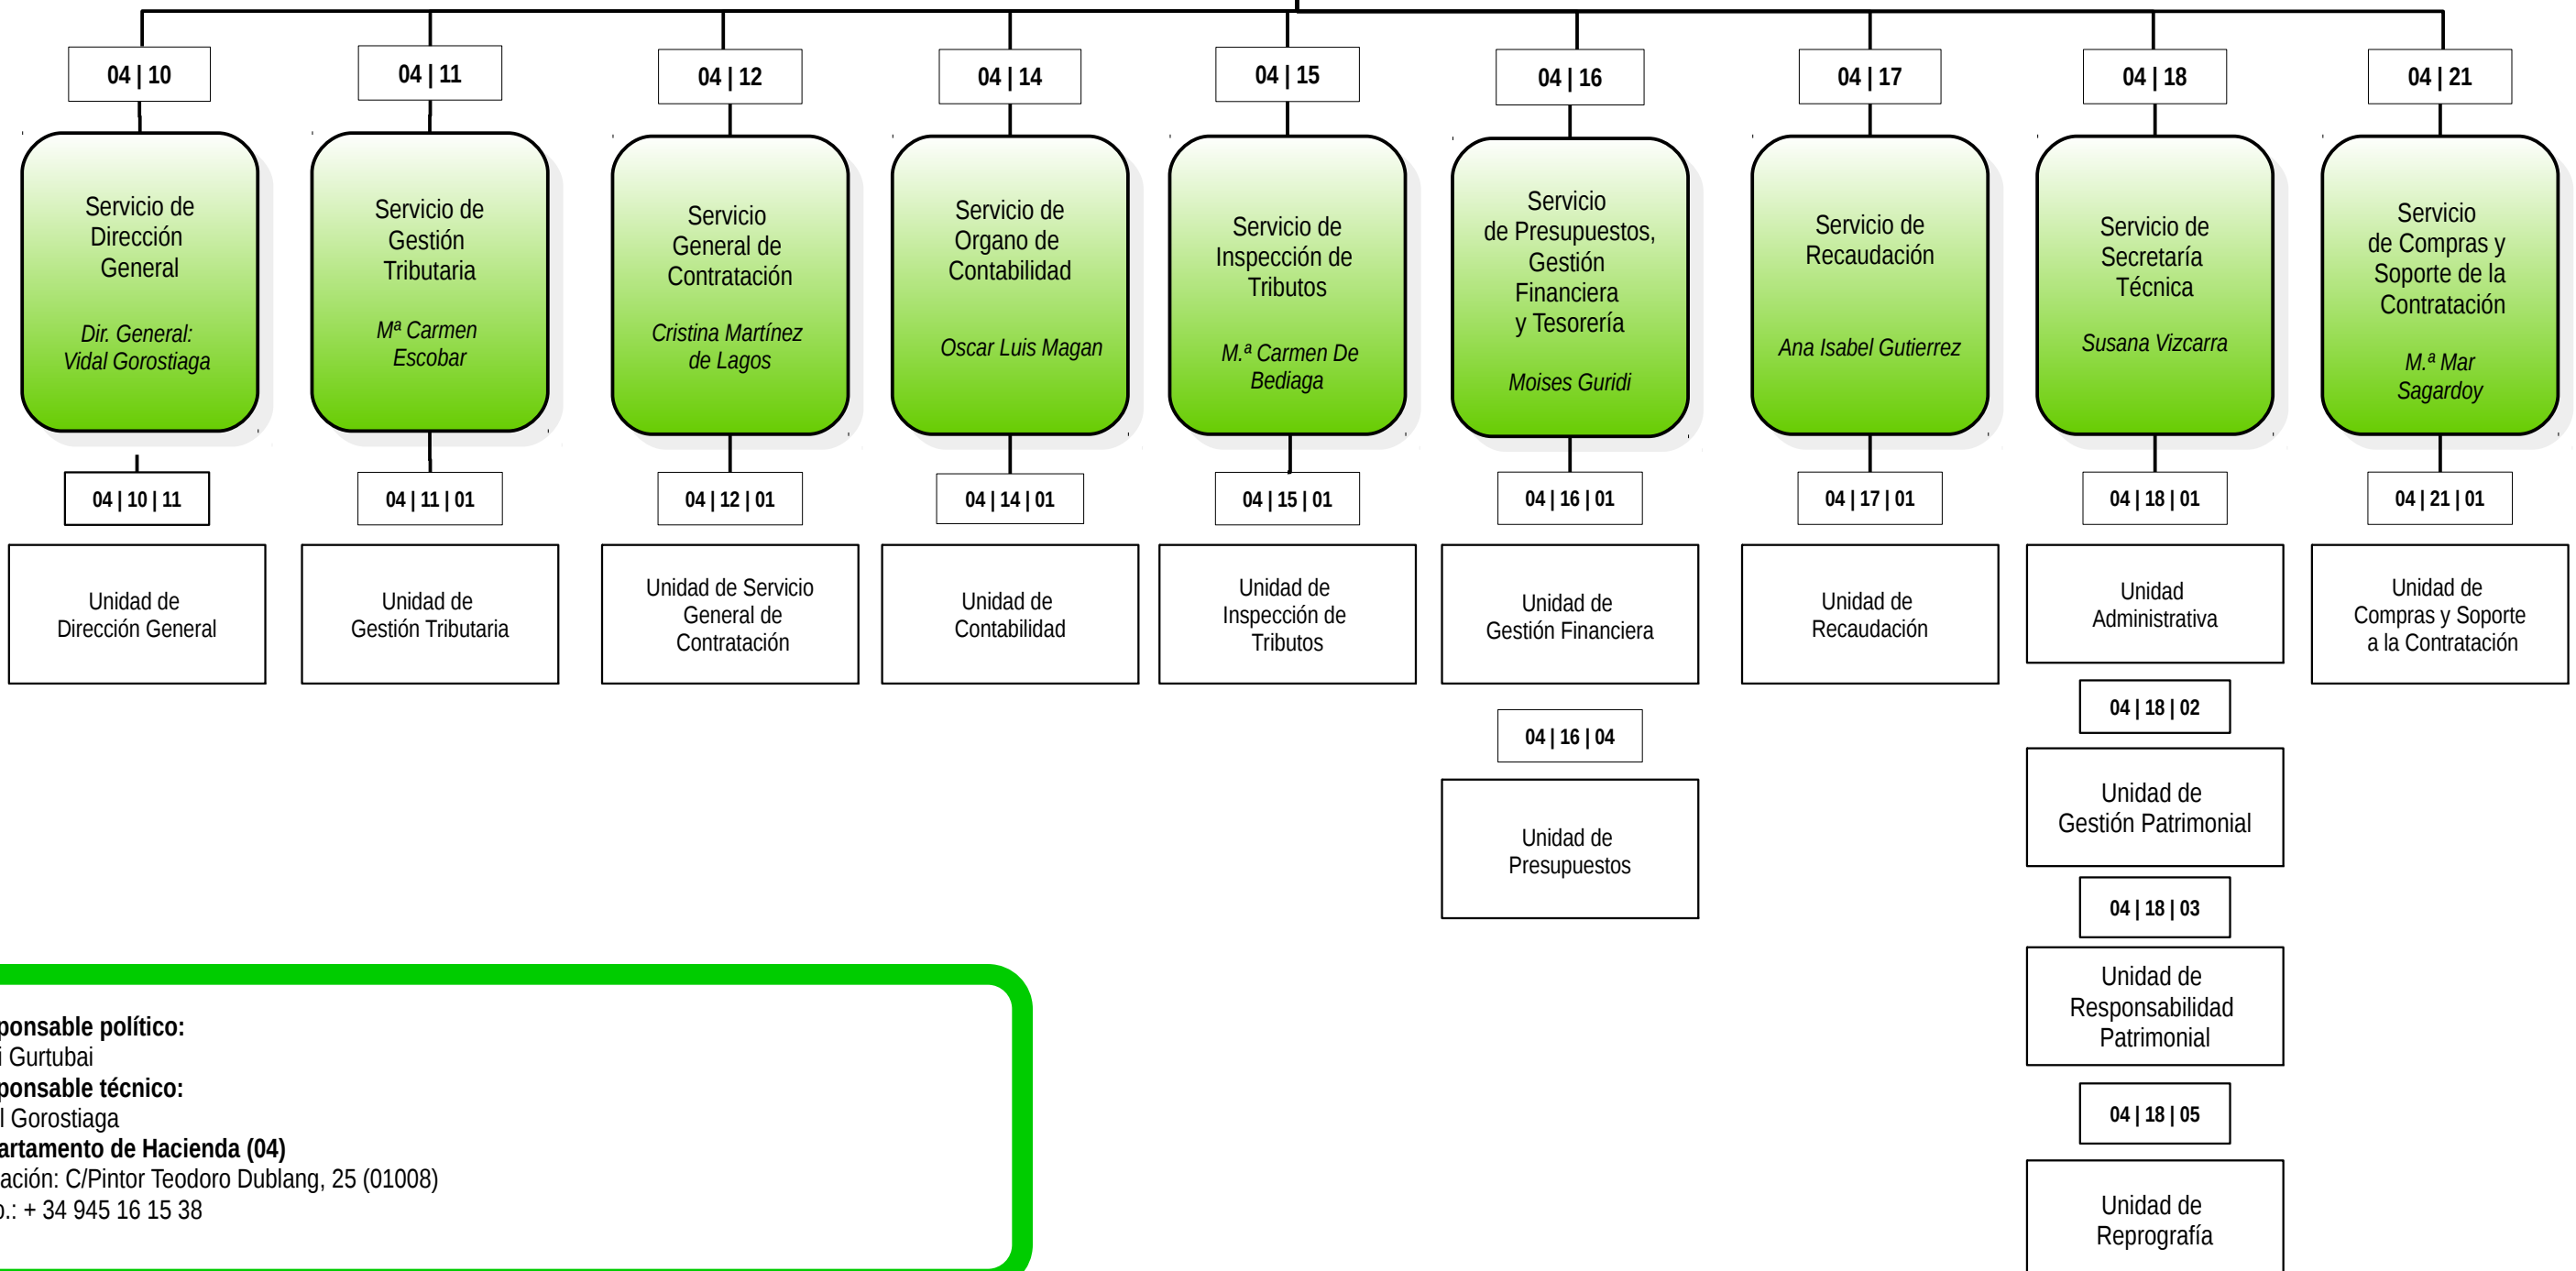 04 | 10
04 | 11
04 | 12
04 | 14
04 | 15
04 | 16
04 | 17
04 | 18
04 | 21
Servicio de
Dirección
General
Dir. General:
Vidal Gorostiaga
Servicio de
Gestión
Tributaria
Mª Carmen
Escobar
Servicio
General de
Contratación
Cristina Martínez
de Lagos
Servicio de
Organo de
Contabilidad
Oscar Luis Magan
Servicio de
Inspección de
Tributos
M.ª Carmen De
Bediaga
Servicio
de Presupuestos,
Gestión
Financiera
y Tesorería
Moises Guridi
Servicio de
Recaudación
Ana Isabel Gutierrez
Servicio de
Secretaría
Técnica
Susana Vizcarra
Servicio
de Compras y
Soporte de la
Contratación
M.ª Mar
Sagardoy
04 | 10 | 11
04 | 11 | 01
04 | 12 | 01
04 | 14 | 01
04 | 15 | 01
04 | 16 | 01
04 | 17 | 01
04 | 18 | 01
04 | 21 | 01
Unidad de
Dirección General
Unidad de
Gestión Tributaria
Unidad de Servicio
General de
Contratación
Unidad de
Contabilidad
Unidad de
Inspección de
Tributos
Unidad de
Gestión Financiera
Unidad de
Recaudación
Unidad
Administrativa
Unidad de
Compras y Soporte
a la Contratación
04 | 16 | 04
Unidad de
Presupuestos
04 | 18 | 02
Unidad de
Gestión Patrimonial
04 | 18 | 03
Unidad de
Responsabilidad
Patrimonial
04 | 18 | 05
Unidad de
Reprografía
ponsable político:
i Gurtubai
ponsable técnico:
l Gorostiaga
artamento de Hacienda (04)
ación: C/Pintor Teodoro Dublang, 25 (01008)
o.: + 34 945 16 15 38